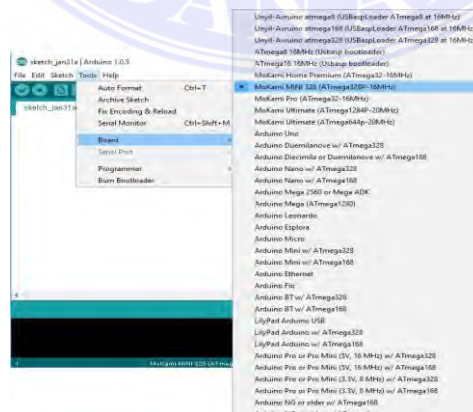 sketch_jan31a | Arduino 1.0.5
File Edit Sketch Tools Help
sketch_jan31a
Auto Format Ctrl+T
Archive Sketch
Fix Encoding & Reload
Serial Monitor Ctrl+Shift+M
Board
Serial Port
Programmer
Burn Bootloader
Unyil-Avruino atmega8 (USBaspLoader ATmega8 at 16MHz)
Unyil-Avruino atmega168 (USBaspLoader ATmega168 at 16MHz)
Unyil-Avruino atmega328 (USBaspLoader ATmega328 at 16MHz)
ATmega8 16MHz (Usbasp bootloader)
ATmega16 16MHz (Usbasp bootloader)
MoKami Home Premium (ATmega32-16MHz)
MoKami MINI 328 (ATmega328P-16MHz)
MoKami Pro (ATmega32-16MHz)
MoKami Ultimate (ATmega1284P-20MHz)
MoKami Ultimate (ATmega644p-20MHz)
Arduino Uno
Arduino Duemilanove w/ ATmega328
Arduino Diecimila or Duemilanove w/ ATmega168
Arduino Nano w/ ATmega328
Arduino Nano w/ ATmega168
Arduino Mega 2560 or Mega ADK
Arduino Mega (ATmega1280)
Arduino Leonardo
Arduino Esplora
Arduino Micro
Arduino Mini w/ ATmega328
Arduino Mini w/ ATmega168
Arduino Ethernet
Arduino Fio
Arduino BT w/ ATmega328
Arduino BT w/ ATmega168
LilyPad Arduino USB
LilyPad Arduino w/ ATmega328
LilyPad Arduino w/ ATmega168
Arduino Pro or Pro Mini (5V, 16 MHz) w/ ATmega328
Arduino Pro or Pro Mini (5V, 16 MHz) w/ ATmega168
Arduino Pro or Pro Mini (3.3V, 8 MHz) w/ ATmega328
Arduino Pro or Pro Mini (3.3V, 8 MHz) w/ ATmega168
Arduino NG or older w/ ATmega168
MoKami MINI 328